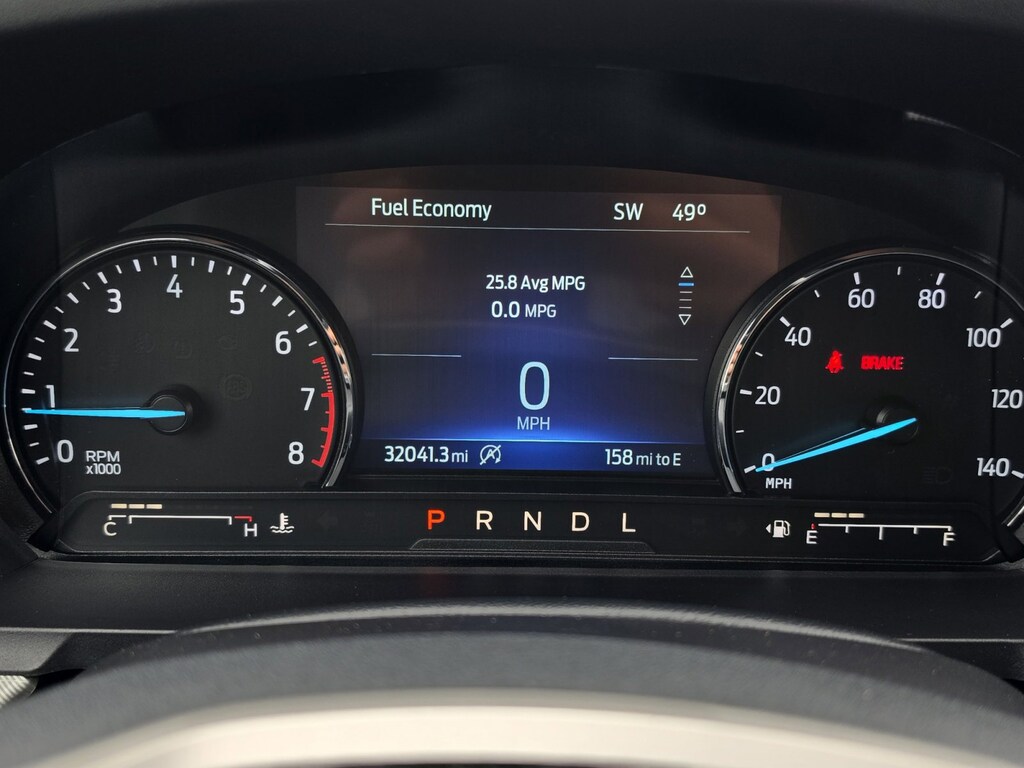 Fuel Economy SW 49º
25.8 Avg MPG
0.0 MPG
0
MPH
32041.3 mi 158 mi to E
0 1 2 3 4 5 6 7 8
RPM
x1000
0 20 40 60 80 100 120 140
MPH
BRAKE
C H
P R N D L
E F